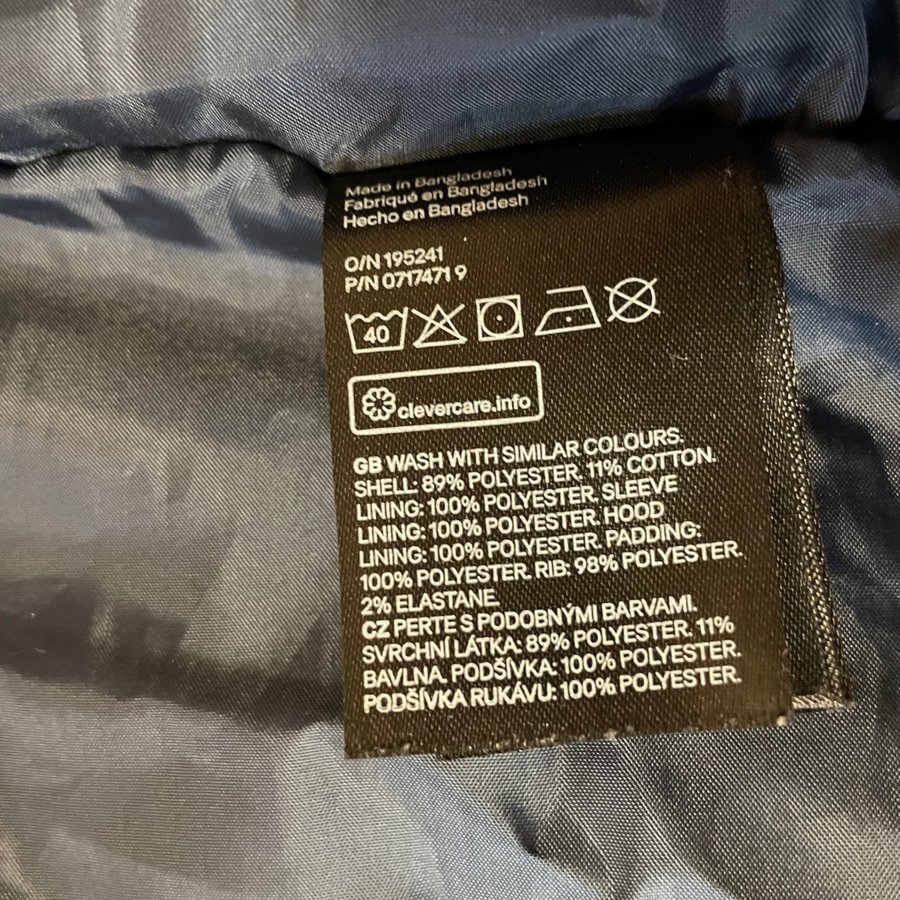 Made in Bangladesh
Fabriqué en Bangladesh
Hecho en Bangladesh
O/N 195241
P/N 0717471 9
40
clevercare.info
GB WASH WITH SIMILAR COLOURS.
SHELL: 89% POLYESTER. 11% COTTON.
LINING: 100% POLYESTER. SLEEVE
LINING: 100% POLYESTER. HOOD
LINING: 100% POLYESTER. PADDING:
100% POLYESTER. RIB: 98% POLYESTER.
2% ELASTANE.
CZ PERTE S PODOBNÝMI BARVAMI.
SVRCHNÍ LÁTKA: 89% POLYESTER. 11%
BAVLNA. PODŠÍVKA: 100% POLYESTER.
PODŠÍVKA RUKÁVU: 100% POLYESTER.